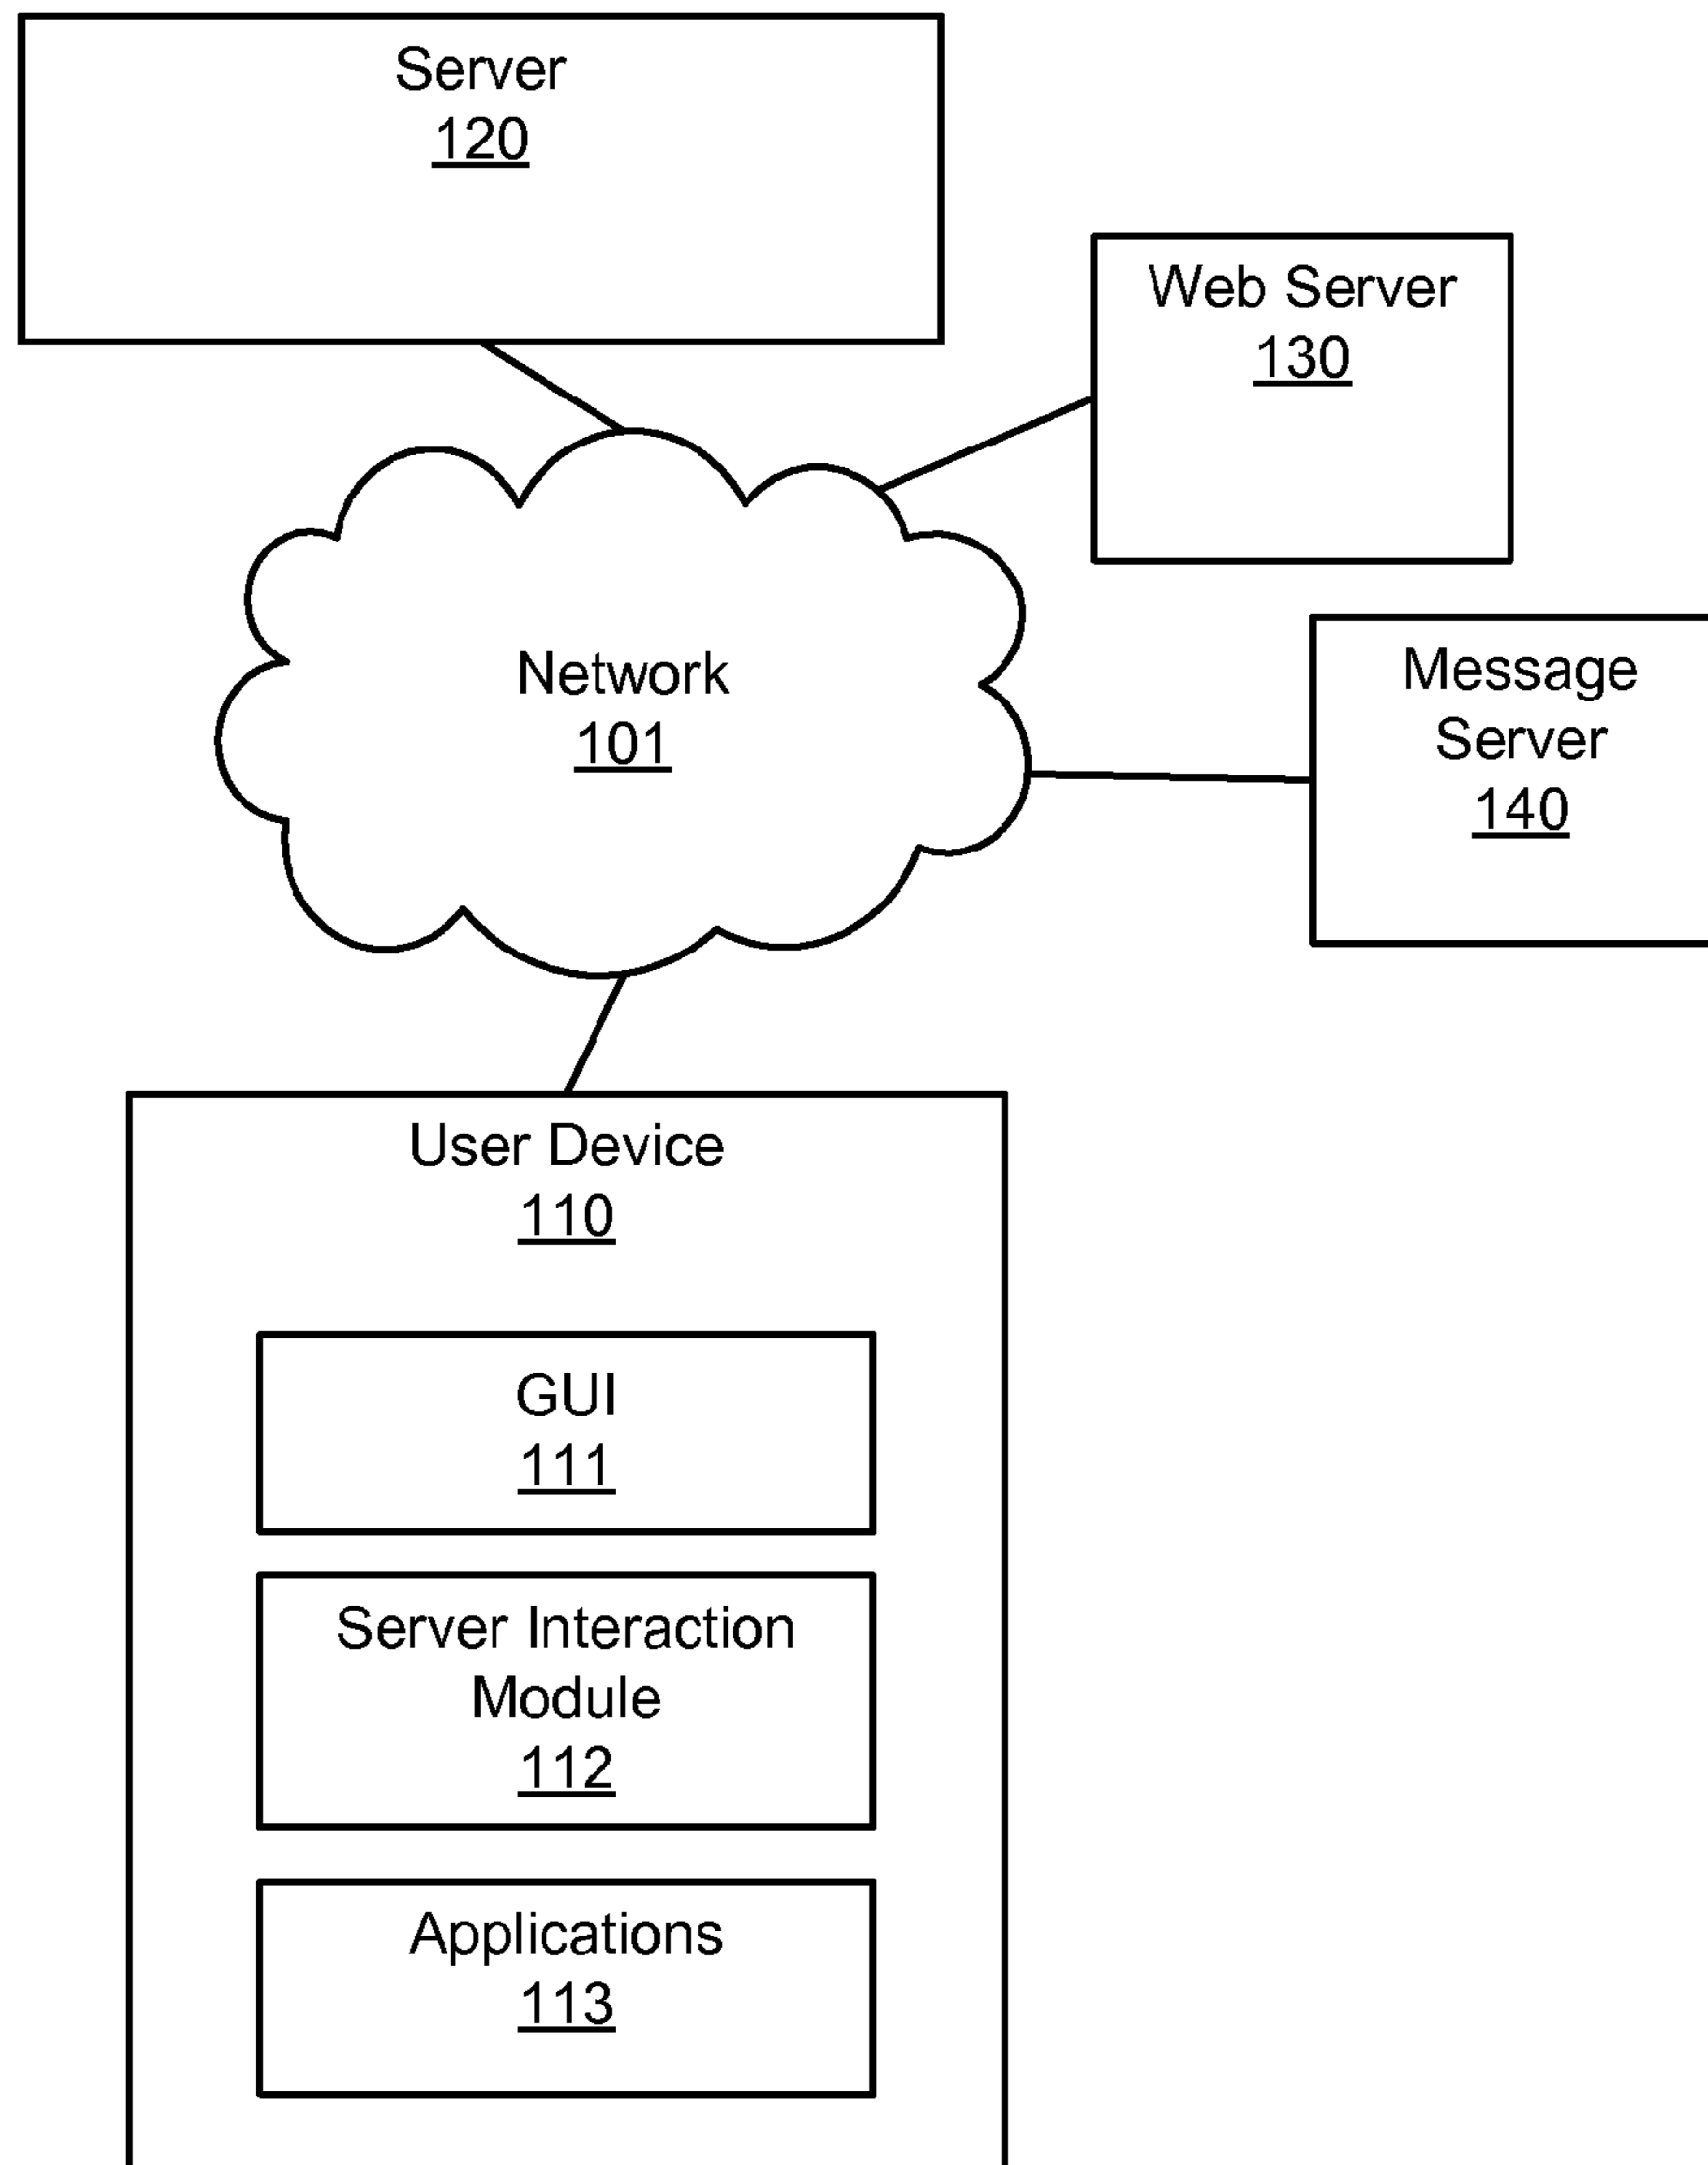 Server
120
Web Server
130
Network
101
Message
Server
140
User Device
110
GUI
111
Server Interaction
Module
112
Applications
113